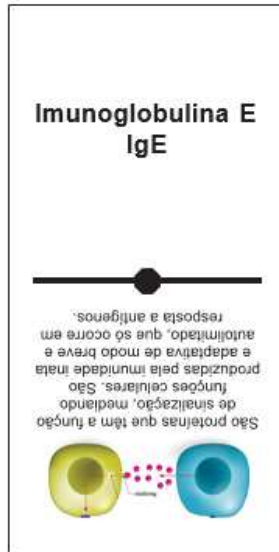 Imunoglobulina E
IgE
São proteínas que têm a função
de sinalização, mediando
funções celulares. São
produzidas pela imunidade inata
e adaptativa de modo breve e
autolimitado, que só ocorre em
resposta a antígenos.